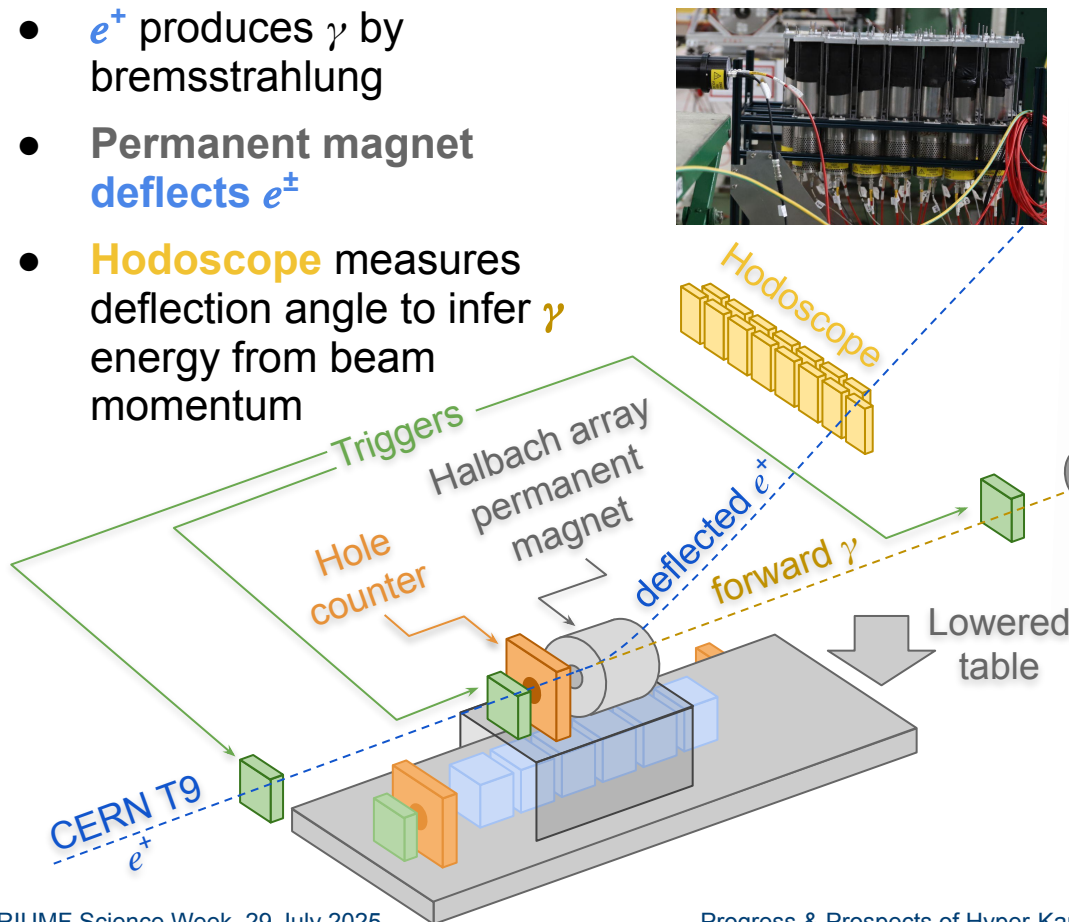 ● e⁺ produces γ by
bremsstrahlung
● Permanent magnet
deflects e±
● Hodoscope measures
deflection angle to infer γ
energy from beam
momentum
Hodoscope
Triggers
Halbach array
permanent
magnet
Hole
counter
deflected e⁺
forward γ
Lowered
table
CERN T9
e⁺
RIUMF Science Week, 29 July 2025
Progress & Prospects of Hyper-Ka